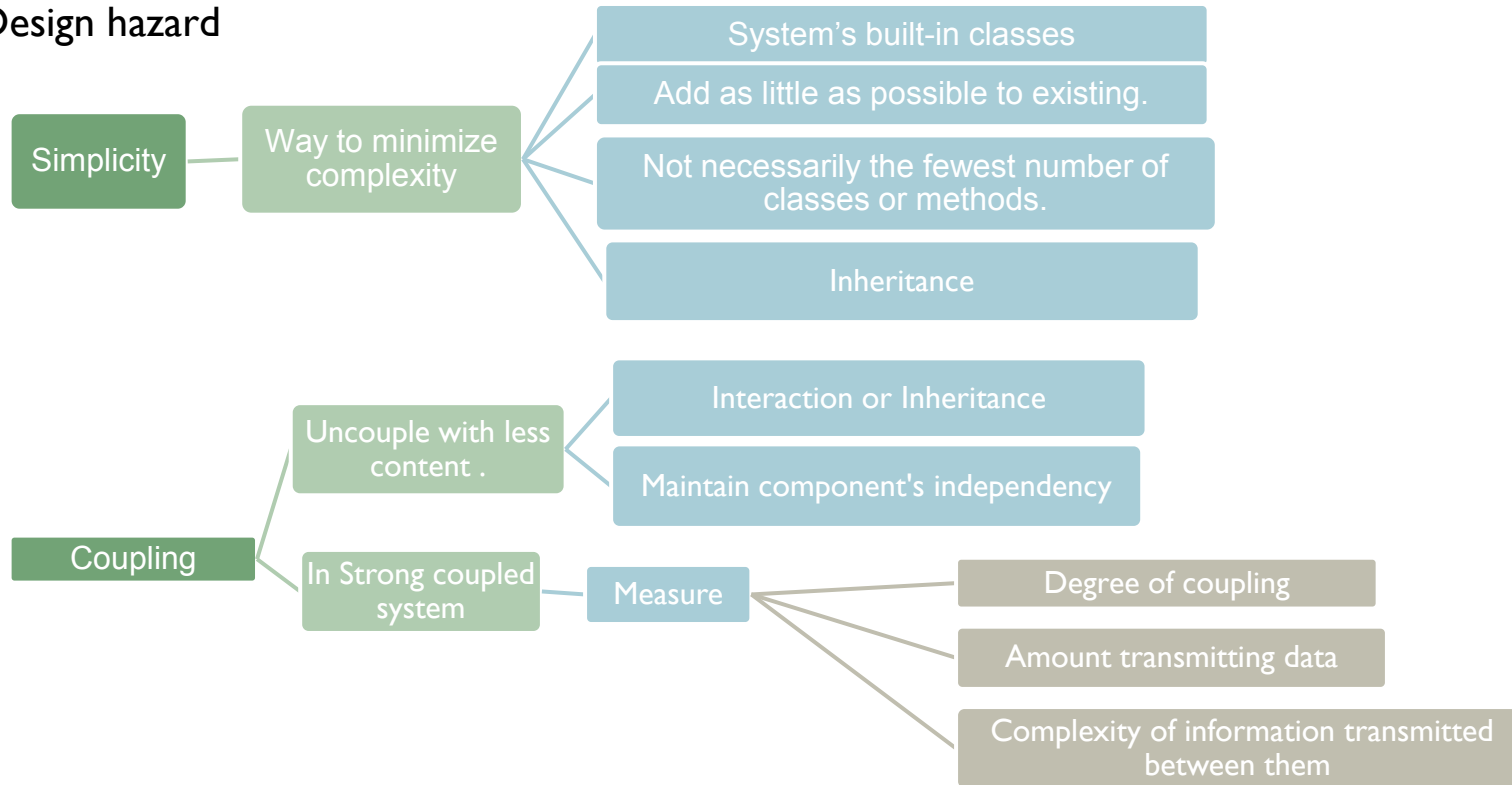 Design hazard
Simplicity
Way to minimize
complexity
System's built-in classes
Add as little as possible to existing.
Not necessarily the fewest number of
classes or methods.
Inheritance
Coupling
Uncouple with less
content .
Interaction or Inheritance
Maintain component's independency
In Strong coupled
system
Measure
Degree of coupling
Amount transmitting data
Complexity of information transmitted
between them